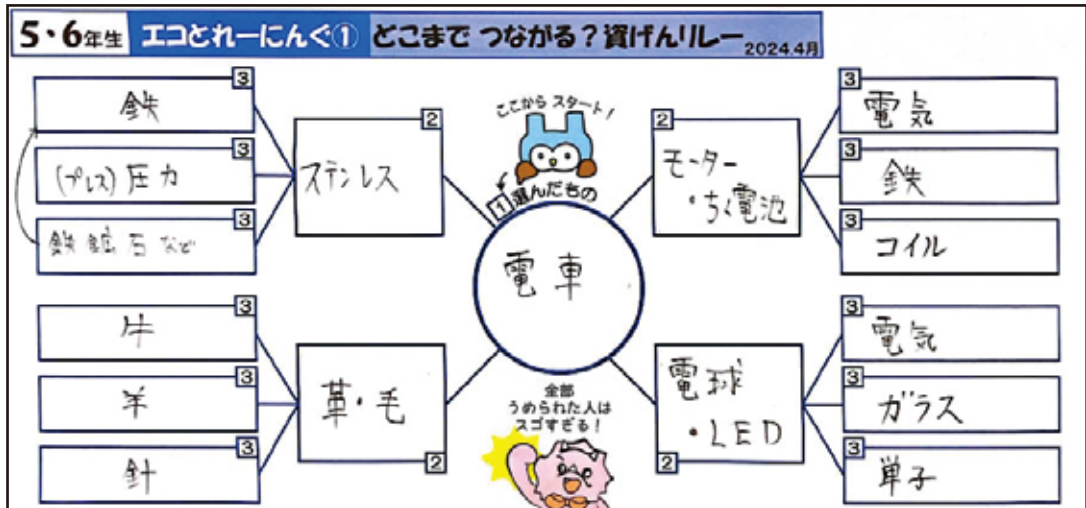 5・6年生 エコとれーにんぐ① どこまで つながる？資げんリレー 2024.4月
3
鉄
3
(プレス) 圧力
3
鉄鉱石など
2
ステンレス
ここから スタート！
1 選んだもの
電車
2
モーター
・ちく電池
3
電気
3
鉄
3
コイル
3
牛
3
羊
3
針
革・毛
2
全部
うめられた人は
スゴすぎる！
電球
・LED
2
3
電気
3
ガラス
3
単子